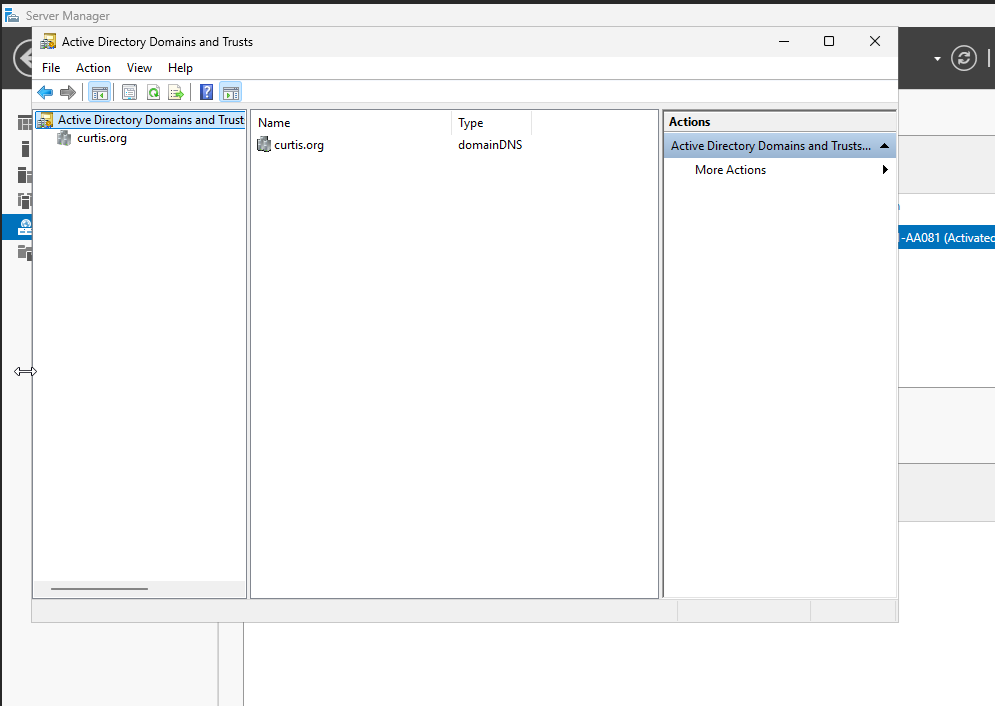 Server Manager
Active Directory Domains and Trusts
File Action View Help
Active Directory Domains and Trust
curtis.org
Name Type
curtis.org domainDNS
Actions
Active Directory Domains and Trusts...
More Actions
-AA081 (Activated